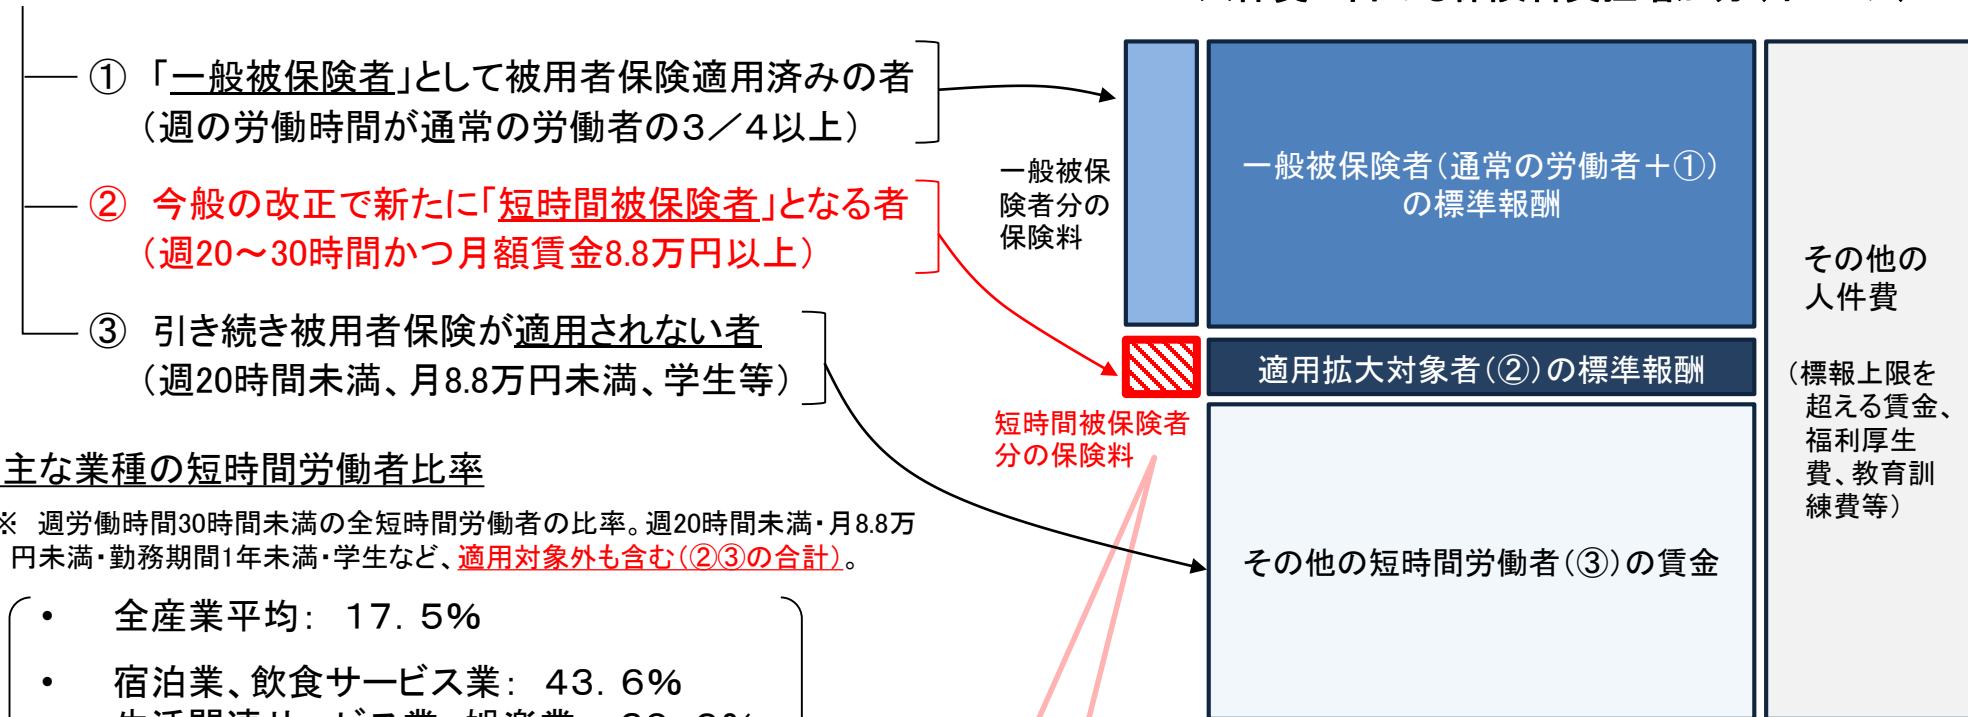 ① 「一般被保険者」として被用者保険適用済みの者
（週の労働時間が通常の労働者の３／４以上）
② 今般の改正で新たに「短時間被保険者」となる者
（週20～30時間かつ月額賃金8.8万円以上）
③ 引き続き被用者保険が適用されない者
（週20時間未満、月8.8万円未満、学生等）
主な業種の短時間労働者比率
※ 週労働時間30時間未満の全短時間労働者の比率。週20時間未満・月8.8万
円未満・勤務期間1年未満・学生など、適用対象外も含む（②③の合計）。
• 全産業平均： １７．５％
• 宿泊業、飲食サービス業： ４３．６％
一般被保
険者分の
保険料
短時間被保険者
分の保険料
一般被保険者（通常の労働者＋①）
の標準報酬
適用拡大対象者（②）の標準報酬
その他の短時間労働者（③）の賃金
その他の
人件費
（標報上限を
超える賃金、
福利厚生
費、教育訓
練費等）